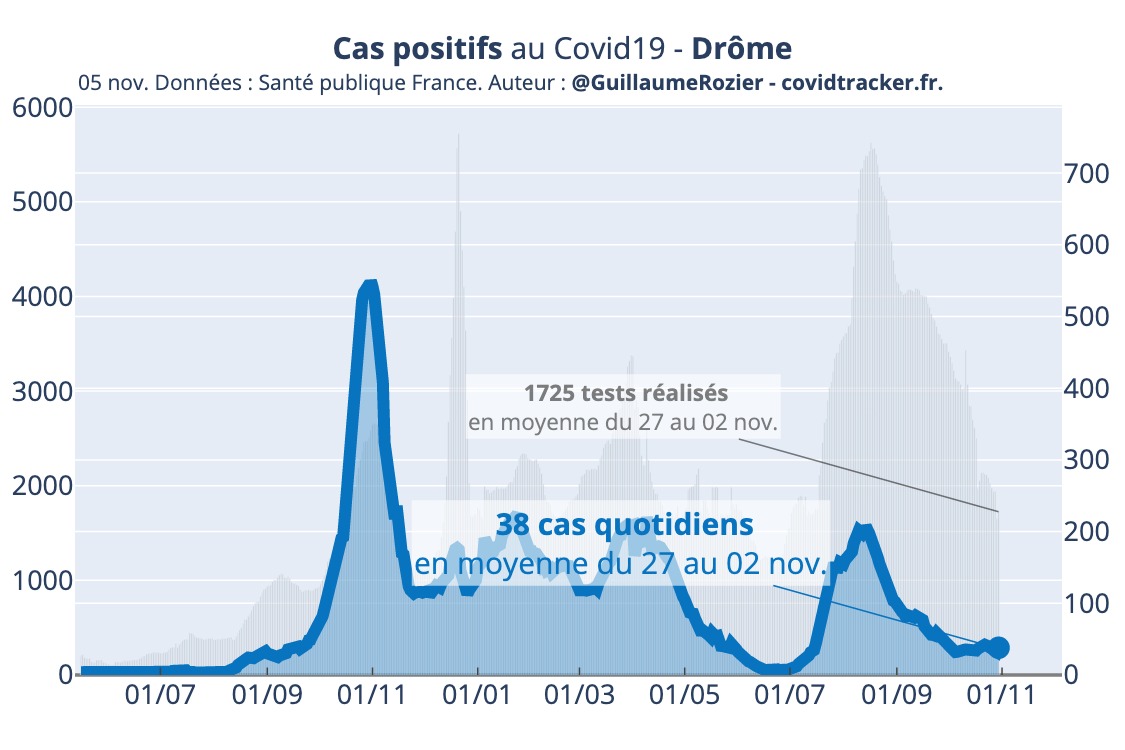 Cas positifs au Covid19 - Drôme
05 nov. Données : Santé publique France. Auteur : @GuillaumeRozier - covidtracker.fr.
6000
5000
4000
3000
2000
1000
0
700
600
500
400
300
200
100
0
1725 tests réalisés
en moyenne du 27 au 02 nov.
38 cas quotidiens
en moyenne du 27 au 02 nov.
01/07 01/09 01/11 01/01 01/03 01/05 01/07 01/09 01/11